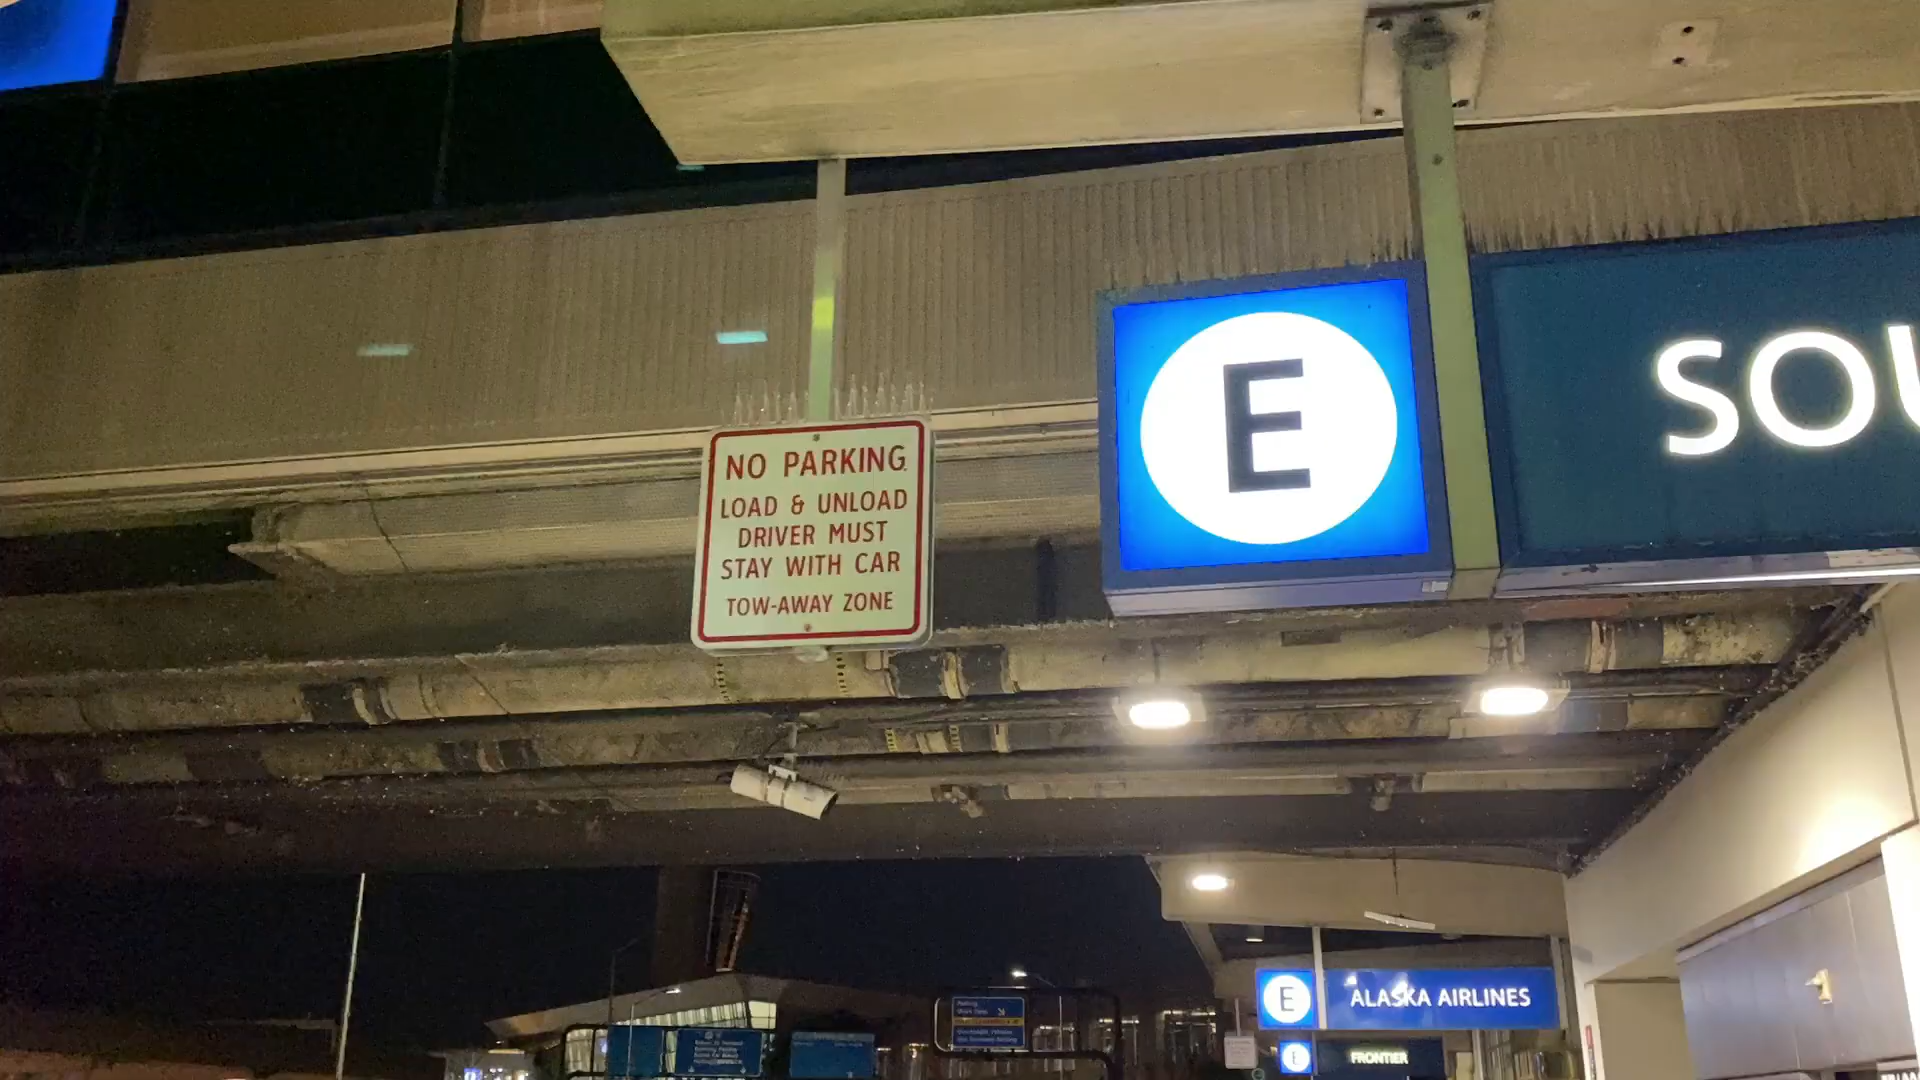 NO PARKING
LOAD & UNLOAD
DRIVER MUST
STAY WITH CAR
TOW-AWAY ZONE
E
SOU
E
ALASKA AIRLINES
E
FRONTIER